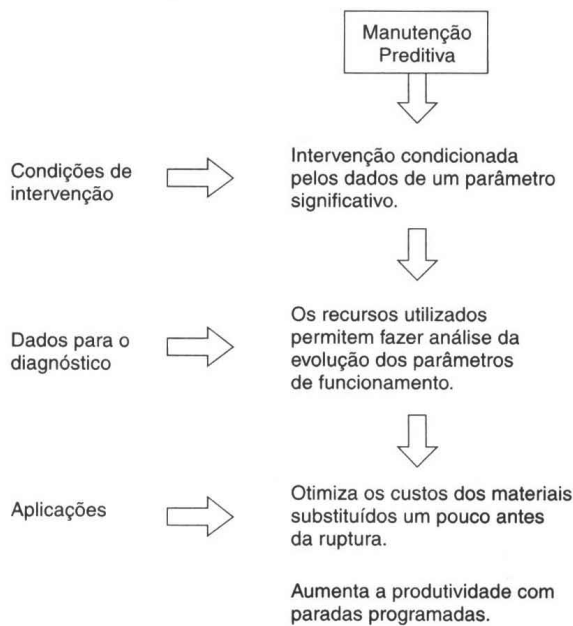 Manutenção
Preditiva
Condições de
intervenção
Intervenção condicionada
pelos dados de um parâmetro
significativo.
Dados para o
diagnóstico
Os recursos utilizados
permitem fazer análise da
evolução dos parâmetros
de funcionamento.
Aplicações
Otimiza os custos dos materiais
substituídos um pouco antes
da ruptura.
Aumenta a produtividade com
paradas programadas.